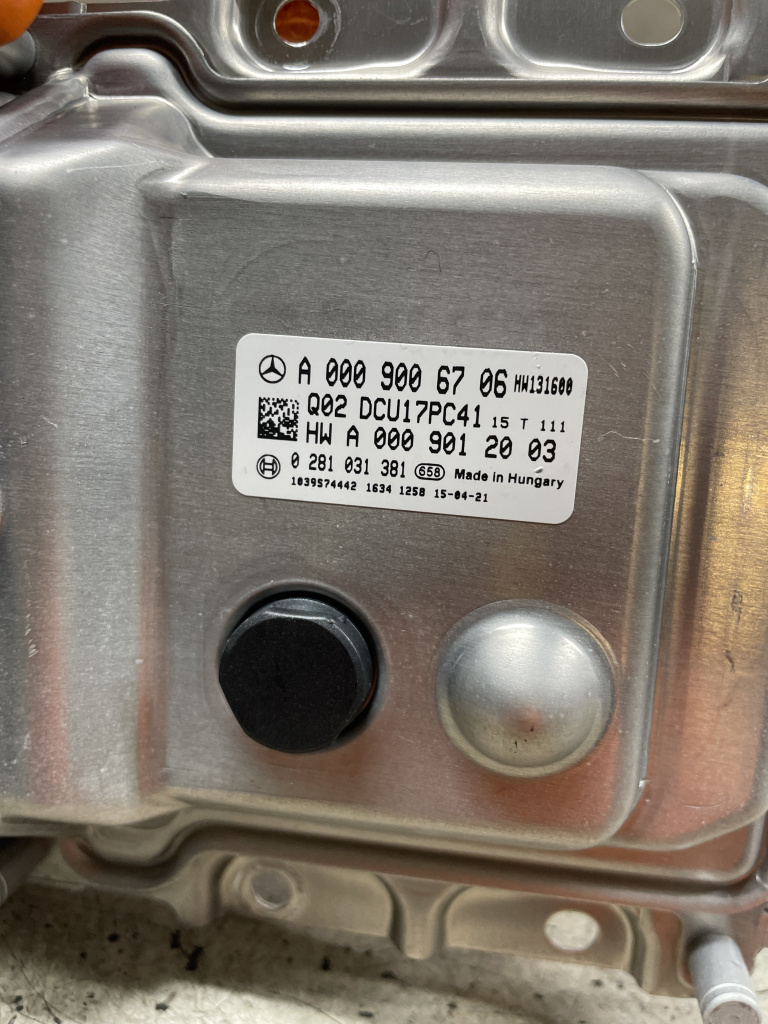 A 000 900 67 06 HW131600
Q02 DCU17PC41 15 T 111
HW A 000 901 20 03
0 281 031 381 658 Made in Hungary
1039S74442 1634 1258 15-04-21